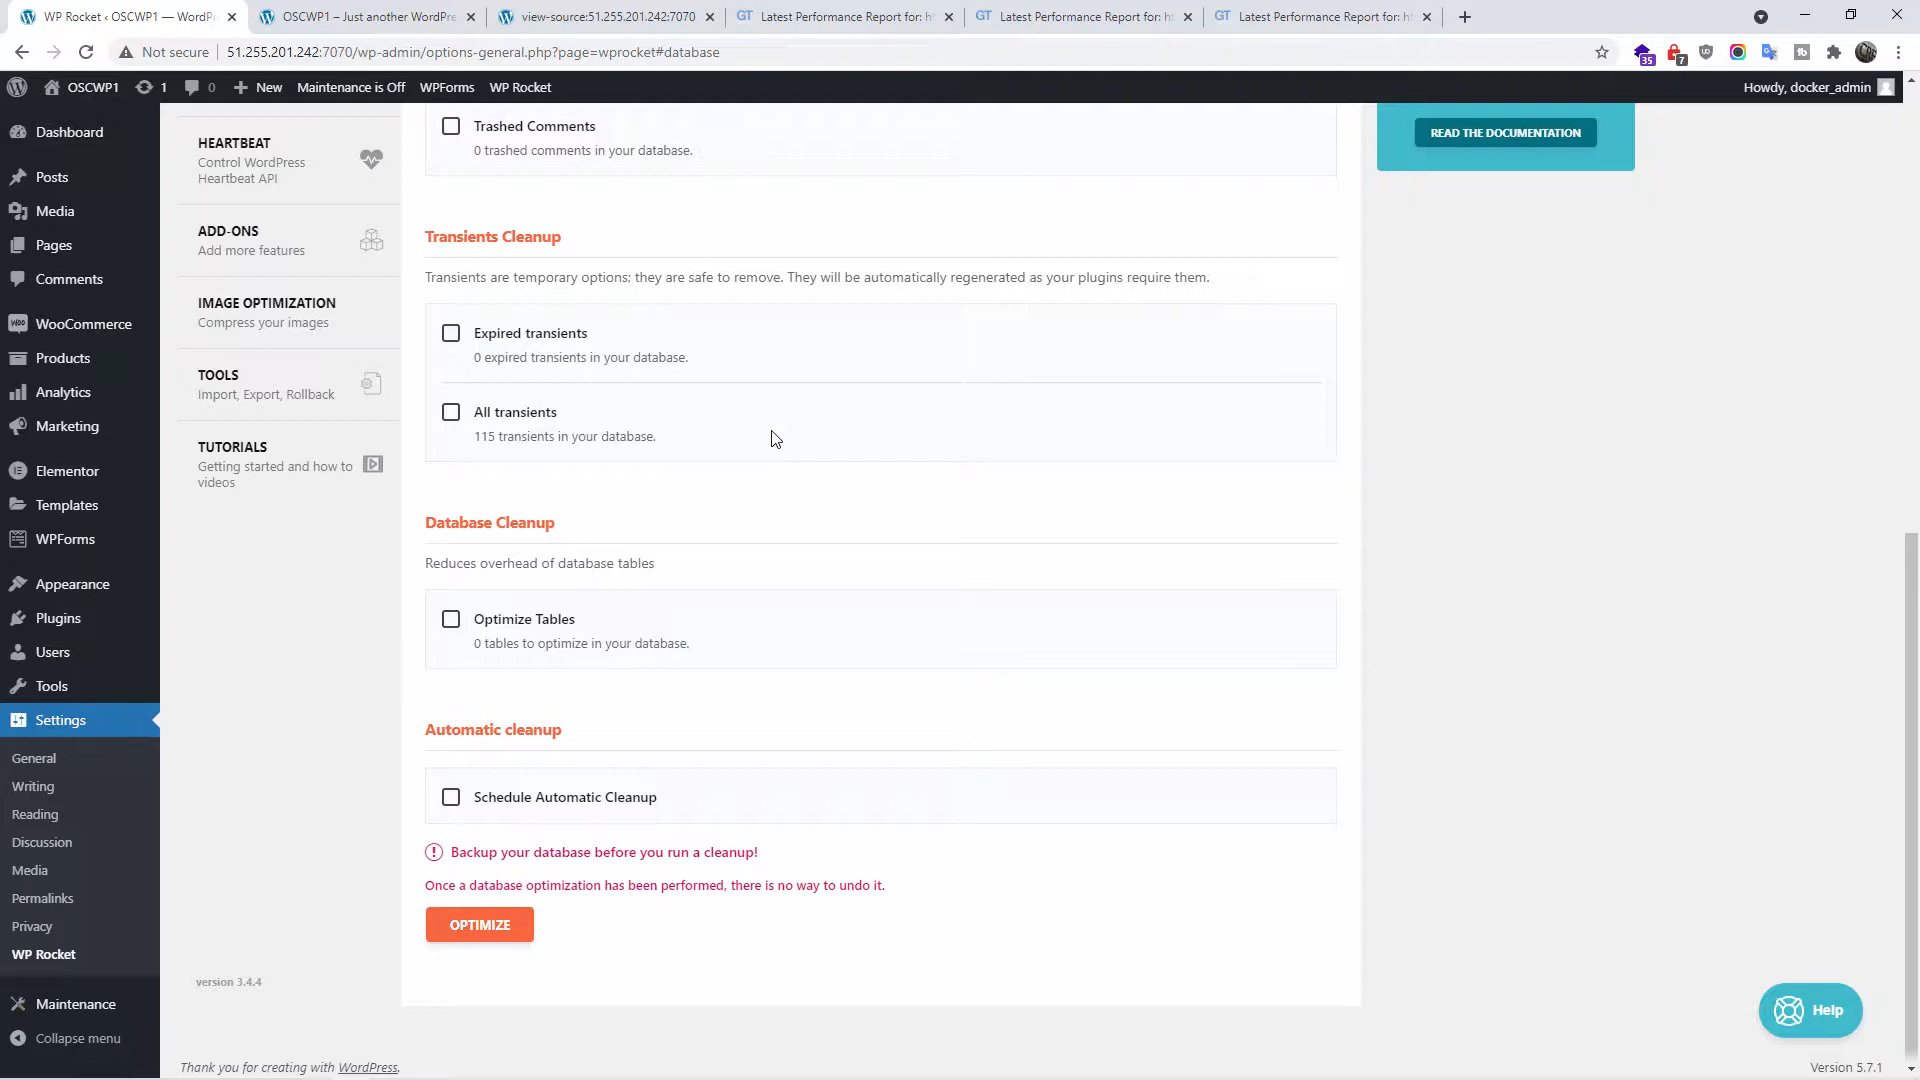 WP Rocket ‹ OSCWP1 — WordPr
OSCWP1 – Just another WordPre
view-source:51.255.201.242:7070
GT Latest Performance Report for: ht
GT Latest Performance Report for: ht
GT Latest Performance Report for: ht
Not secure
51.255.201.242:7070/wp-admin/options-general.php?page=wprocket#database
35
7
OSCWP1
1
0
New
Maintenance is Off
WPForms
WP Rocket
Howdy, docker_admin
Dashboard
Posts
Media
Pages
Comments
WooCommerce
Products
Analytics
Marketing
Elementor
Templates
WPForms
Appearance
Plugins
Users
Tools
Settings
General
Writing
Reading
Discussion
Media
Permalinks
Privacy
WP Rocket
Maintenance
Collapse menu
HEARTBEAT
Control WordPress
Heartbeat API
ADD-ONS
Add more features
IMAGE OPTIMIZATION
Compress your images
TOOLS
Import, Export, Rollback
TUTORIALS
Getting started and how to
videos
version 3.4.4
Trashed Comments
0 trashed comments in your database.
Transients Cleanup
Transients are temporary options; they are safe to remove. They will be automatically regenerated as your plugins require them.
Expired transients
0 expired transients in your database.
All transients
115 transients in your database.
Database Cleanup
Reduces overhead of database tables
Optimize Tables
0 tables to optimize in your database.
Automatic cleanup
Schedule Automatic Cleanup
Backup your database before you run a cleanup!
Once a database optimization has been performed, there is no way to undo it.
OPTIMIZE
READ THE DOCUMENTATION
Help
Thank you for creating with WordPress.
Version 5.7.1